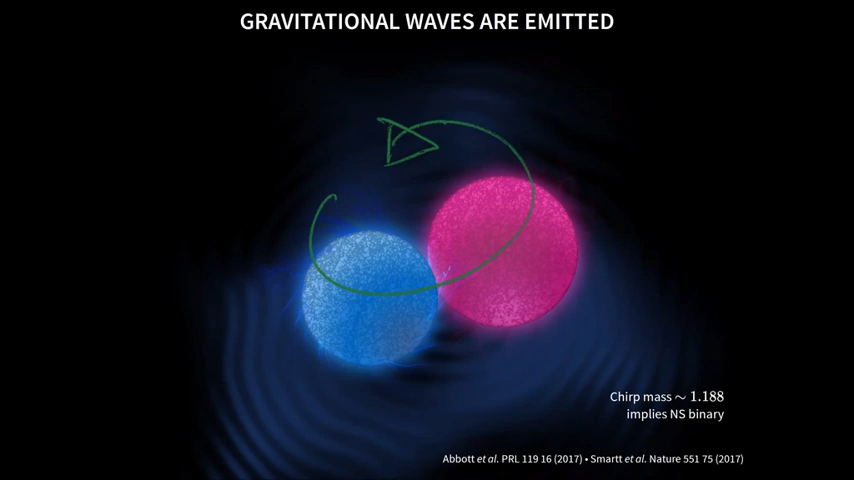 GRAVITATIONAL WAVES ARE EMITTED
Chirp mass ∼ 1.188
implies NS binary
Abbott et al. PRL 119 16 (2017) • Smartt et al. Nature 551 75 (2017)